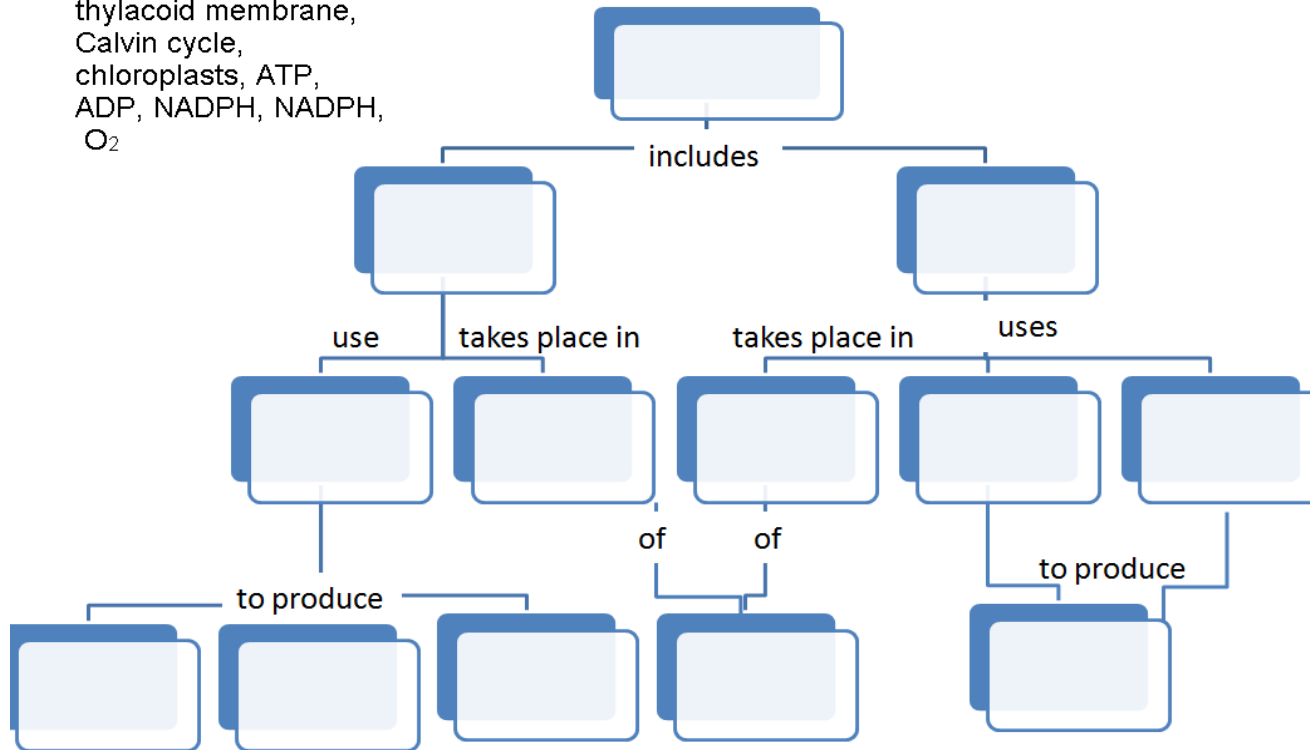 thylacoid membrane,
Calvin cycle,
chloroplasts, ATP,
ADP, NADPH, NADPH,
O₂
includes
use
takes place in
takes place in
uses
of
of
to produce
to produce